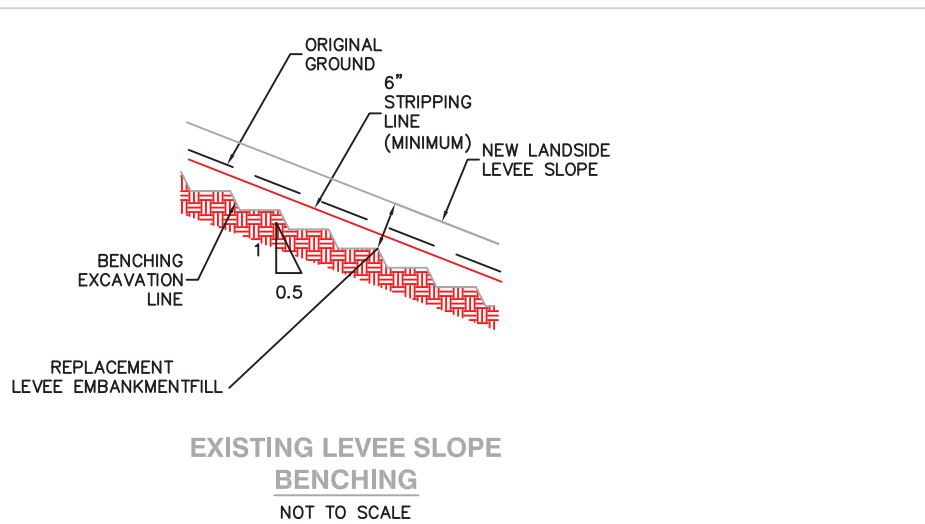 ORIGINAL
GROUND
6"
STRIPPING
LINE
(MINIMUM)
NEW LANDSIDE
LEVEE SLOPE
BENCHING
EXCAVATION
LINE
1
0.5
REPLACEMENT
LEVEE EMBANKMENTFILL
EXISTING LEVEE SLOPE
BENCHING
NOT TO SCALE